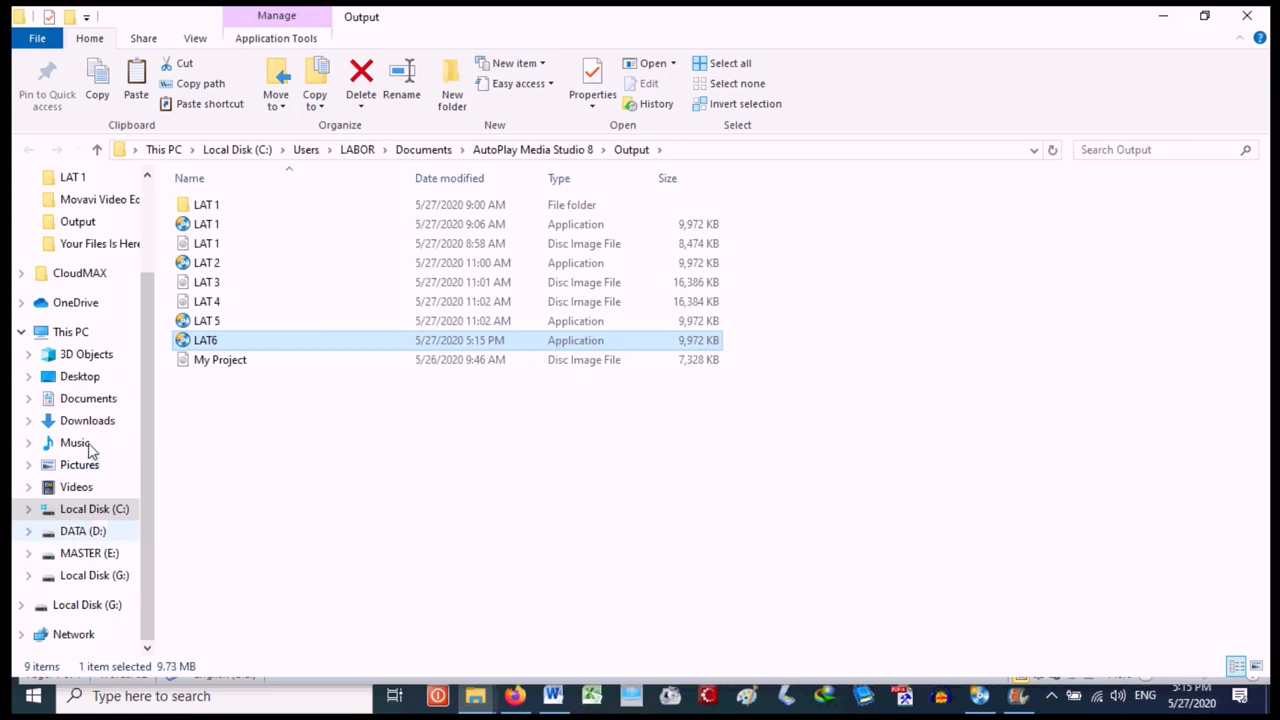 Manage
Output
File
Home
Share
View
Application Tools
Pin to Quick
access
Copy
Paste
Cut
Copy path
Paste shortcut
Clipboard
Move
to
Copy
to
Delete
Rename
Organize
New
folder
New item
Easy access
New
Properties
Open
Edit
History
Open
Select all
Select none
Invert selection
Select
This PC
Local Disk (C:)
Users
LABOR
Documents
AutoPlay Media Studio 8
Output
Search Output
LAT 1
Movavi Video Ec
Output
Your Files Is Here
CloudMAX
OneDrive
This PC
3D Objects
Desktop
Documents
Downloads
Music
Pictures
Videos
Local Disk (C:)
DATA (D:)
MASTER (E:)
Local Disk (G:)
Local Disk (G:)
Network
Name Date modified Type Size
LAT 1 5/27/2020 9:00 AM File folder
LAT 1 5/27/2020 9:06 AM Application 9,972 KB
LAT 1 5/27/2020 8:58 AM Disc Image File 8,474 KB
LAT 2 5/27/2020 11:00 AM Application 9,972 KB
LAT 3 5/27/2020 11:01 AM Disc Image File 16,386 KB
LAT 4 5/27/2020 11:02 AM Disc Image File 16,384 KB
LAT 5 5/27/2020 11:02 AM Application 9,972 KB
LAT6 5/27/2020 5:15 PM Application 9,972 KB
My Project 5/26/2020 9:46 AM Disc Image File 7,328 KB
9 items 1 item selected 9.73 MB
Type here to search
ENG
5:15 PM
5/27/2020